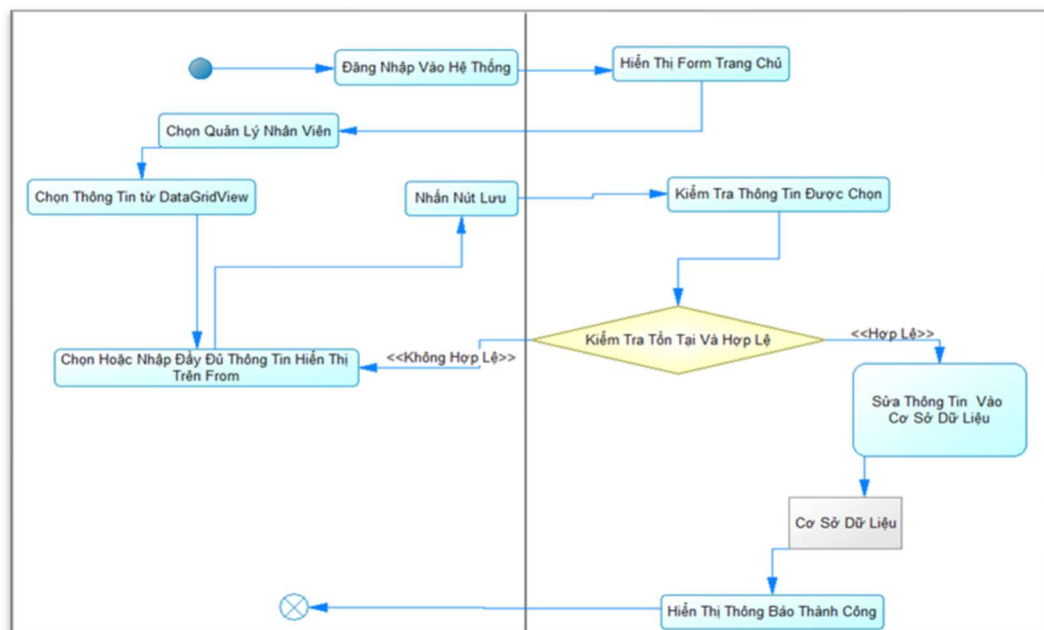 Đăng Nhập Vào Hệ Thống
Hiển Thị Form Trang Chủ
Chọn Quản Lý Nhân Viên
Chọn Thông Tin từ DataGridView
Nhấn Nút Lưu
Kiểm Tra Thông Tin Được Chọn
Kiểm Tra Tồn Tại Và Hợp Lệ
<<Hợp Lệ>>
<<Không Hợp Lệ>>
Chọn Hoặc Nhập Đầy Đủ Thông Tin Hiển Thị
Trên From
Sửa Thông Tin Vào
Cơ Sở Dữ Liệu
Cơ Sở Dữ Liệu
Hiển Thị Thông Báo Thành Công